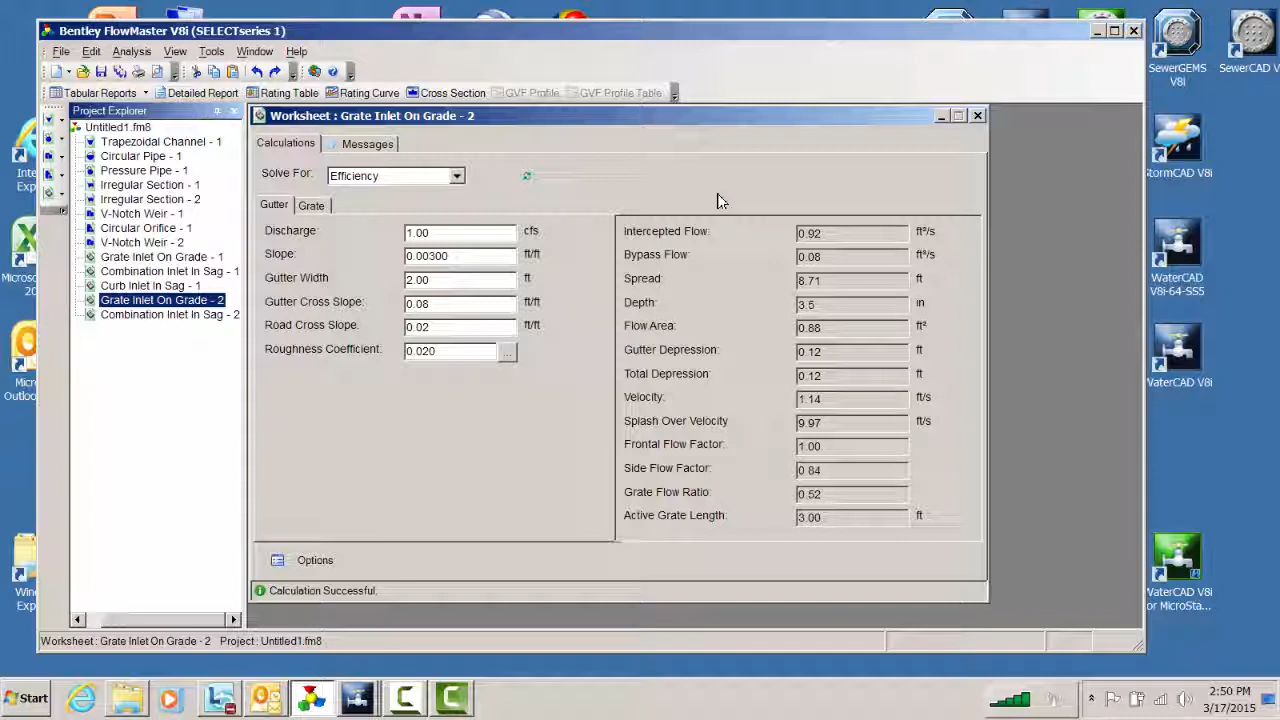 Bentley FlowMaster V8i (SELECTseries 1)
File Edit Analysis View Tools Window Help
Tabular Reports Detailed Report Rating Table Rating Curve Cross Section GVF Profile GVF Profile Table
Project Explorer
Untitled1.fm8
Trapezoidal Channel - 1
Circular Pipe - 1
Pressure Pipe - 1
Irregular Section - 1
Irregular Section - 2
V-Notch Weir - 1
Circular Orifice - 1
V-Notch Weir - 2
Grate Inlet On Grade - 1
Combination Inlet In Sag - 1
Curb Inlet In Sag - 1
Grate Inlet On Grade - 2
Combination Inlet In Sag - 2
Worksheet : Grate Inlet On Grade - 2
Calculations Messages
Solve For: Efficiency
Gutter Grate
Discharge: 1.00 cfs
Slope: 0.00300 ft/ft
Gutter Width 2.00 ft
Gutter Cross Slope: 0.08 ft/ft
Road Cross Slope: 0.02 ft/ft
Roughness Coefficient: 0.020 ...
Intercepted Flow: 0.92 ft³/s
Bypass Flow: 0.08 ft³/s
Spread: 8.71 ft
Depth: 3.5 in
Flow Area: 0.88 ft²
Gutter Depression: 0.12 ft
Total Depression: 0.12 ft
Velocity: 1.14 ft/s
Splash Over Velocity 9.97 ft/s
Frontal Flow Factor: 1.00
Side Flow Factor: 0.84
Grate Flow Ratio: 0.52
Active Grate Length: 3.00 ft
Options
Calculation Successful.
Worksheet : Grate Inlet On Grade - 2 Project: Untitled1.fm8
SewerGEMS
V8i
SewerCAD V
StormCAD V8i
WaterCAD
V8i-64-SS5
WaterCAD V8i
WaterCAD V8i
or MicroSta...
Inte
Exp
Microso
20
Micr
Outloo
Win
Exp
Start
2:50 PM
3/17/2015